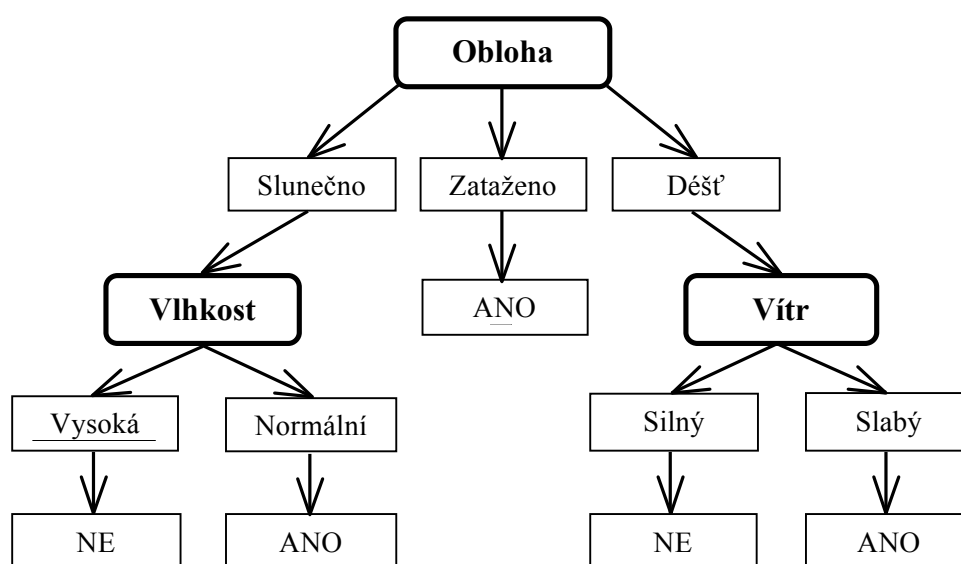 Obloha
Slunečno Zataženo Déšť
Vlhkost ANO Vítr
Vysoká Normální Silný Slabý
NE ANO NE ANO